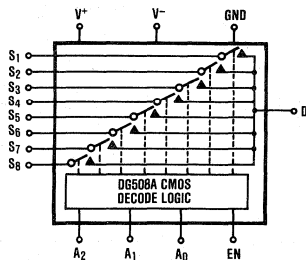 V+ V- GND
S1
S2
S3
S4
S5
S6
S7
S8
D
DG508A CMOS
DECODE LOGIC
A2 A1 A0 EN